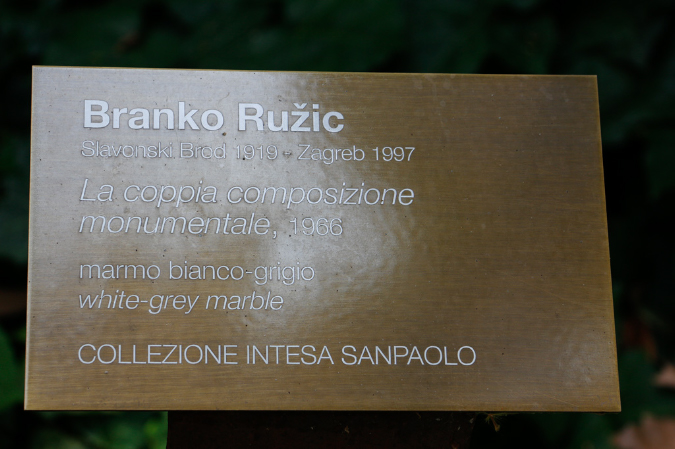 Branko Ružic
Slavonski Brod 1919 - Zagreb 1997
La coppia composizione
monumentale, 1966
marmo bianco-grigio
white-grey marble
COLLEZIONE INTESA SANPAOLO